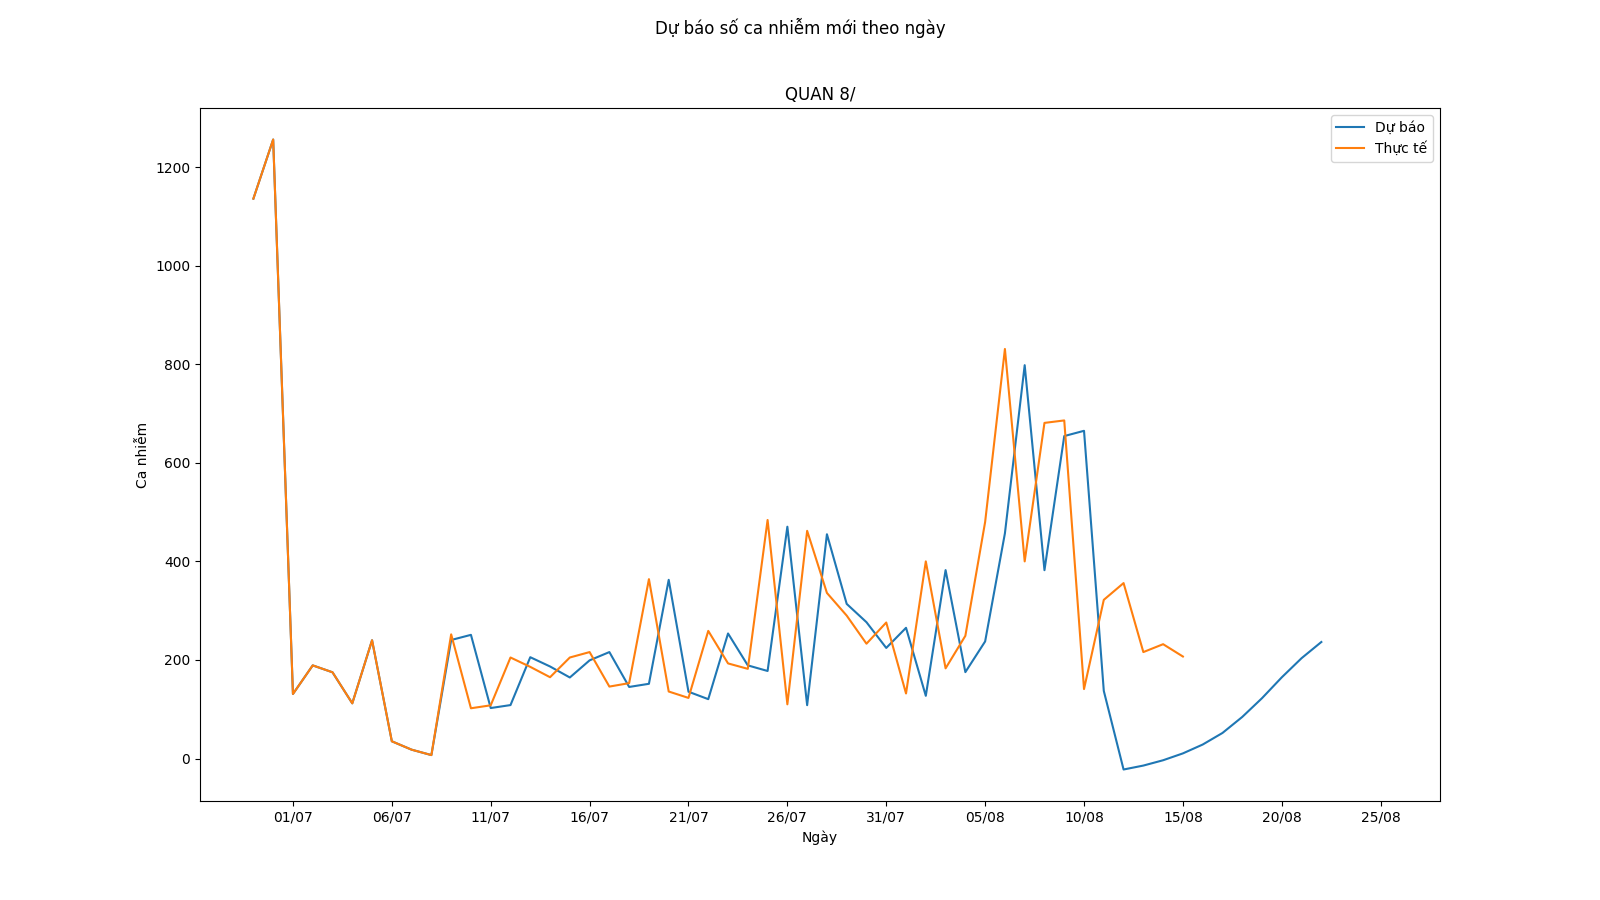 Dự báo số ca nhiễm mới theo ngày
QUAN 8/
Dự báo
Thực tế
1200
1000
800
600
400
200
0
Ca nhiễm
01/07 06/07 11/07 16/07 21/07 26/07 31/07 05/08 10/08 15/08 20/08 25/08
Ngày